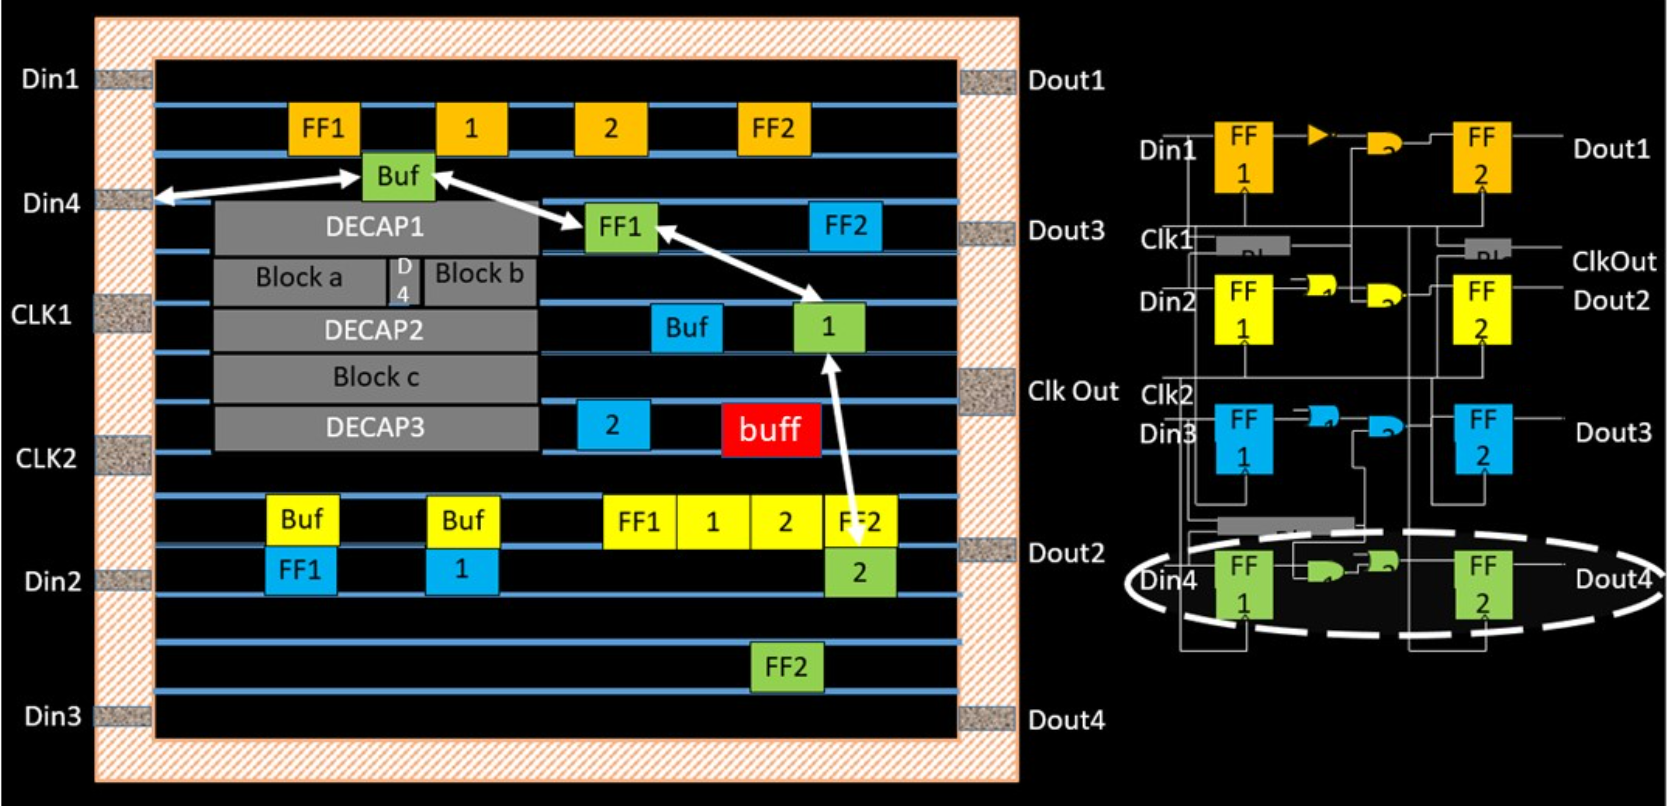 Din1
Dout1
FF1
1
2
FF2
Buf
Din4
DECAP1
FF1
FF2
Dout3
Block a
D
4
Block b
CLK1
DECAP2
Buf
1
Block c
Clk Out
DECAP3
2
buff
CLK2
Buf
Buf
FF1
1
2
FF2
Dout2
FF1
1
2
Din2
FF2
Din3
Dout4
Din1
FF
1
FF
2
Dout1
Clk1
ClkOut
Din2
FF
1
FF
2
Dout2
Clk2
Din3
FF
1
FF
2
Dout3
Din4
FF
1
FF
2
Dout4